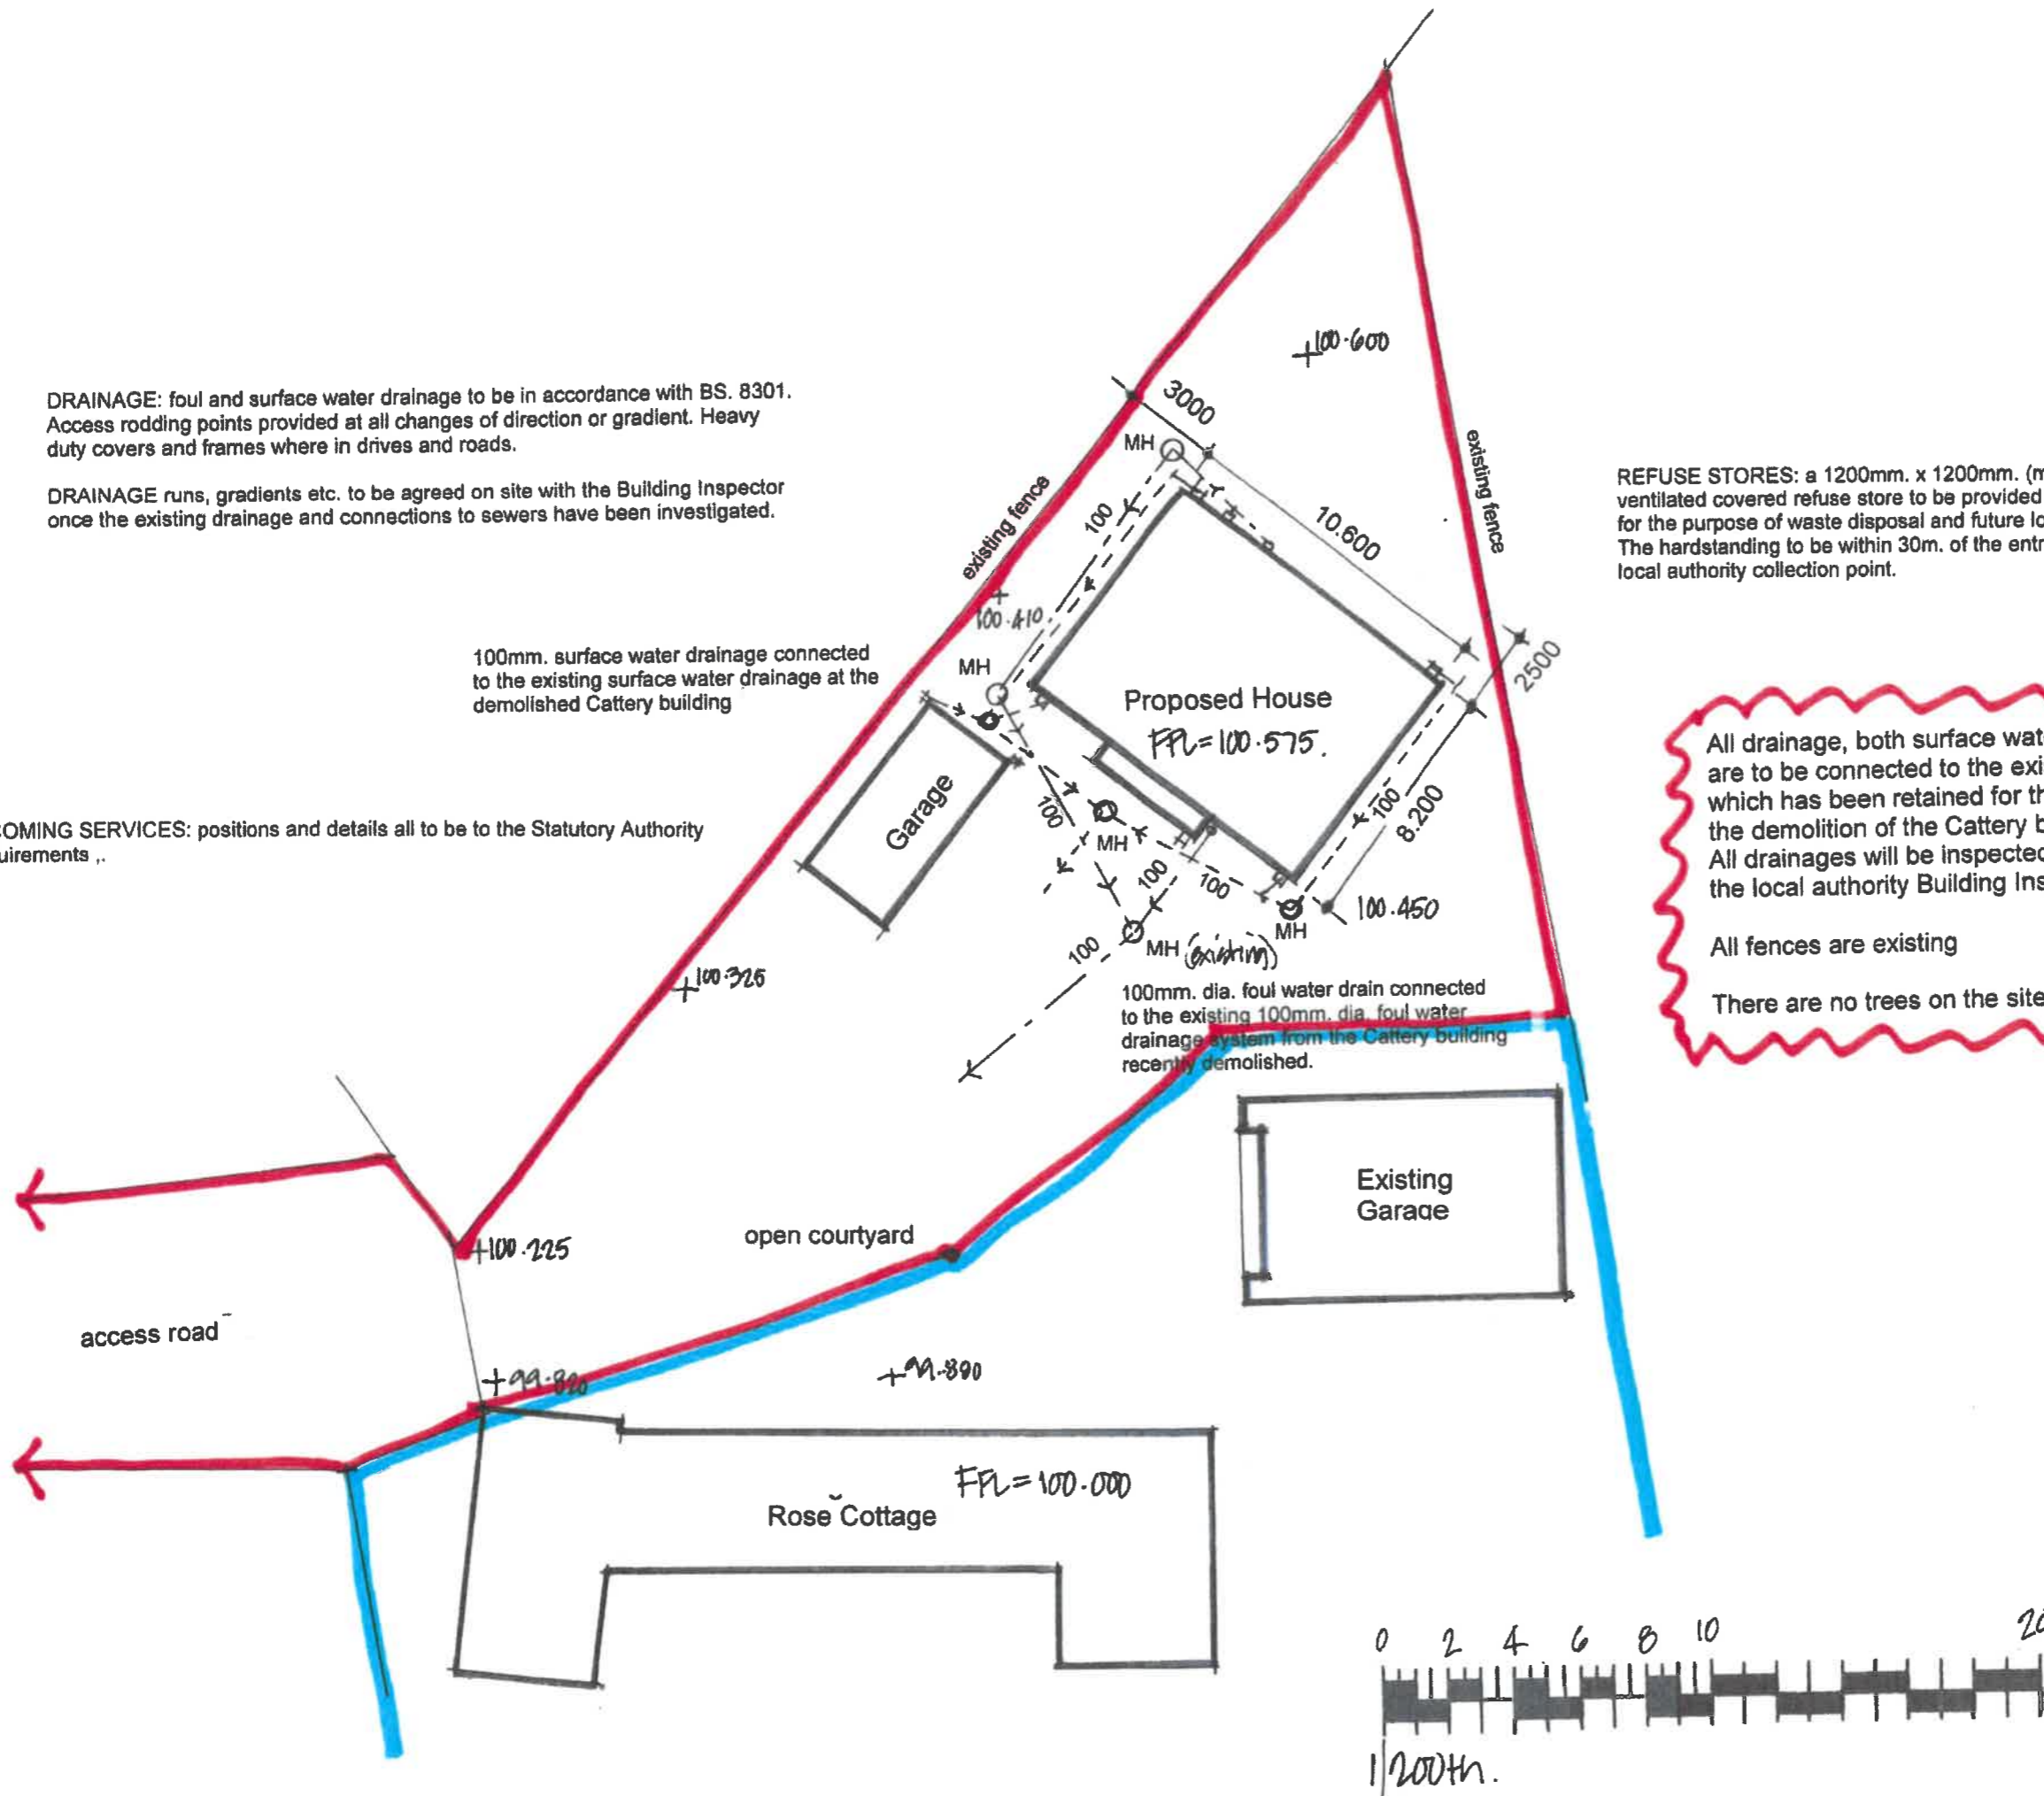 DRAINAGE: foul and surface water drainage to be in accordance with BS. 8301.
Access rodding points provided at all changes of direction or gradient. Heavy
duty covers and frames where in drives and roads.
DRAINAGE runs, gradients etc. to be agreed on site with the Building Inspector
once the existing drainage and connections to sewers have been investigated.
+100.600
3000
MH
existing fence
100
10.600
existing fence
REFUSE STORES: a 1200mm. x 1200mm. (m
ventilated covered refuse store to be provided
for the purpose of waste disposal and future lo
The hardstanding to be within 30m. of the entr
local authority collection point.
+
100.410
100mm. surface water drainage connected
to the existing surface water drainage at the
demolished Cattery building
MH
2500
Proposed House
FFL=100.575.
All drainage, both surface wat
are to be connected to the exi
which has been retained for th
the demolition of the Cattery b
All drainages will be inspected
the local authority Building Ins
All fences are existing
There are no trees on the site
Garage
100
8.200
100
OMING SERVICES: positions and details all to be to the Statutory Authority
uirements ,.
MH
100
100
100.450
100
MH (existing)
MH
+100.325
100mm. dia. foul water drain connected
to the existing 100mm. dia. foul water
drainage system from the Cattery building
recently demolished.
Existing
Garage
open courtyard
+100.225
access road
+99.820
+99.890
FFL=100.000
Rose Cottage
0 2 4 6 8 10 20
1/200th.